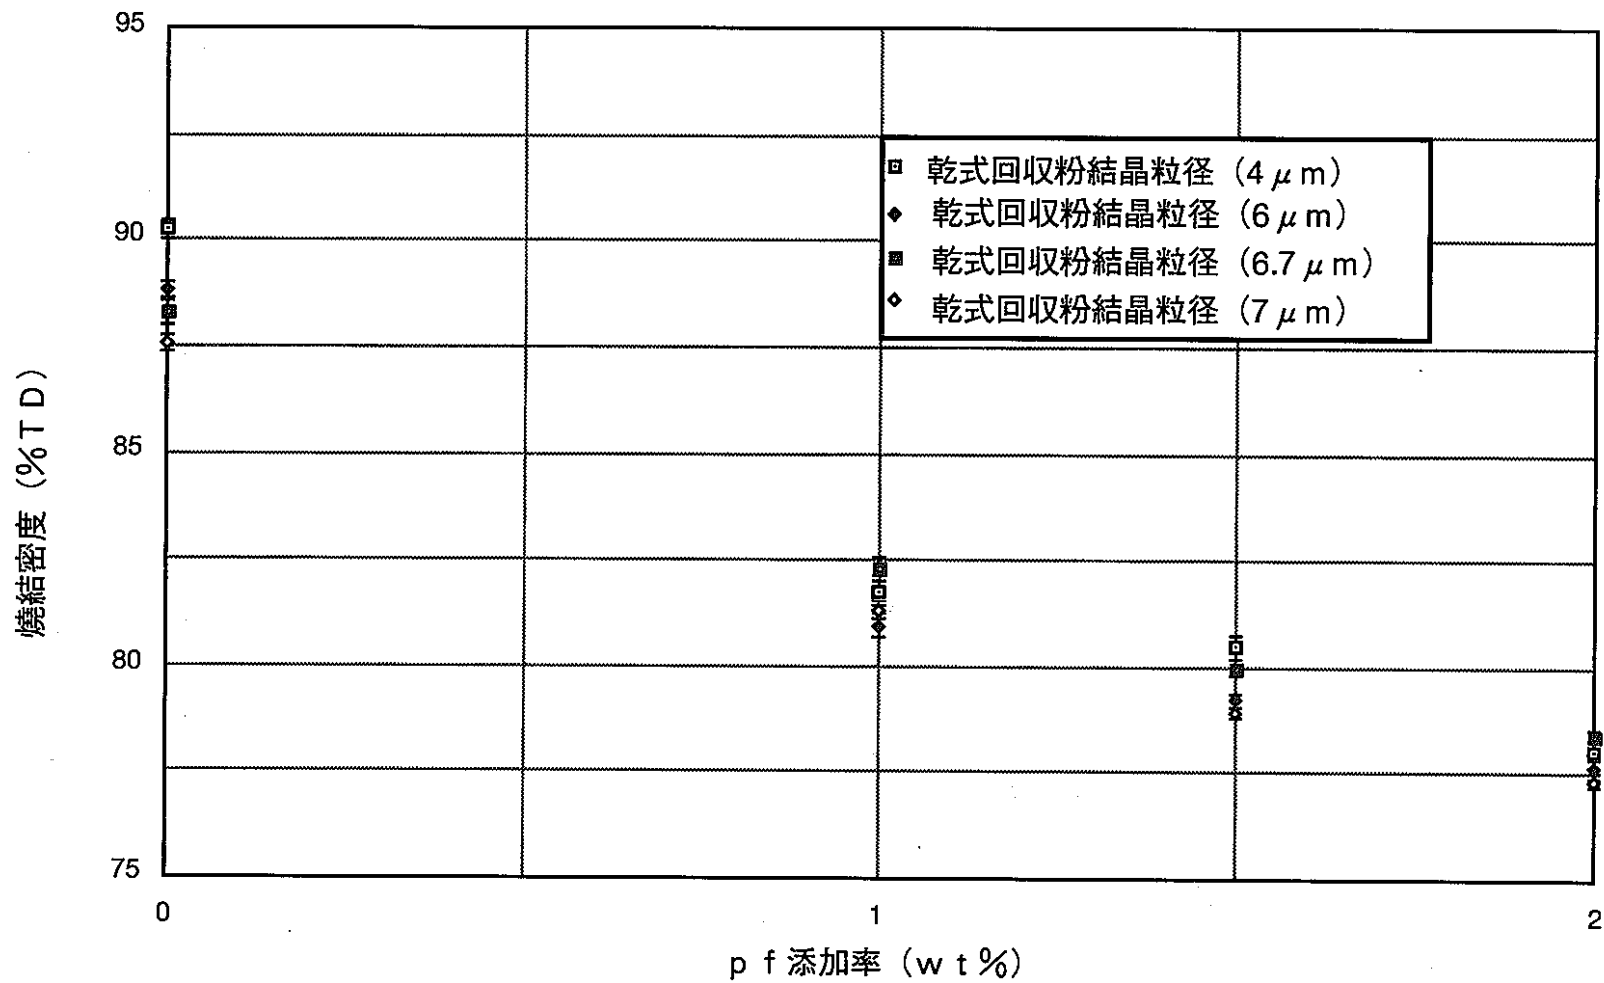 95
90
85
80
75
焼結密度（%TD）
乾式回収粉結晶粒径（4μm）
乾式回収粉結晶粒径（6μm）
乾式回収粉結晶粒径（6.7μm）
乾式回収粉結晶粒径（7μm）
0
1
2
pf添加率（wt%）